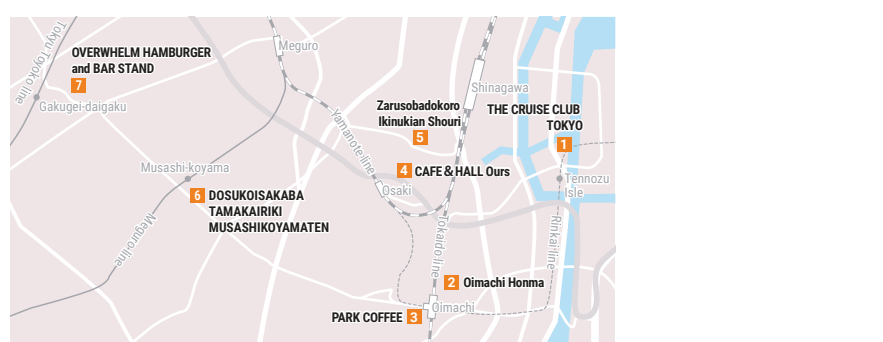 Tokyu Toyoko line
OVERWHELM HAMBURGER
and BAR STAND
7
Gakugei-daigaku
Meguro
Shinagawa
Zarusobadokoro
Ikinukian Shouri
5
THE CRUISE CLUB
TOKYO
1
Yamanote-line
Musashi-koyama
4 CAFE & HALL Ours
Tennozu
Isle
Osaki
6 DOSUKOISAKABA
TAMAKAIRIKI
MUSASHIKOYAMATEN
Meguro-line
Tokaido-line
Rinkai-line
2 Oimachi Honma
Oimachi
PARK COFFEE 3